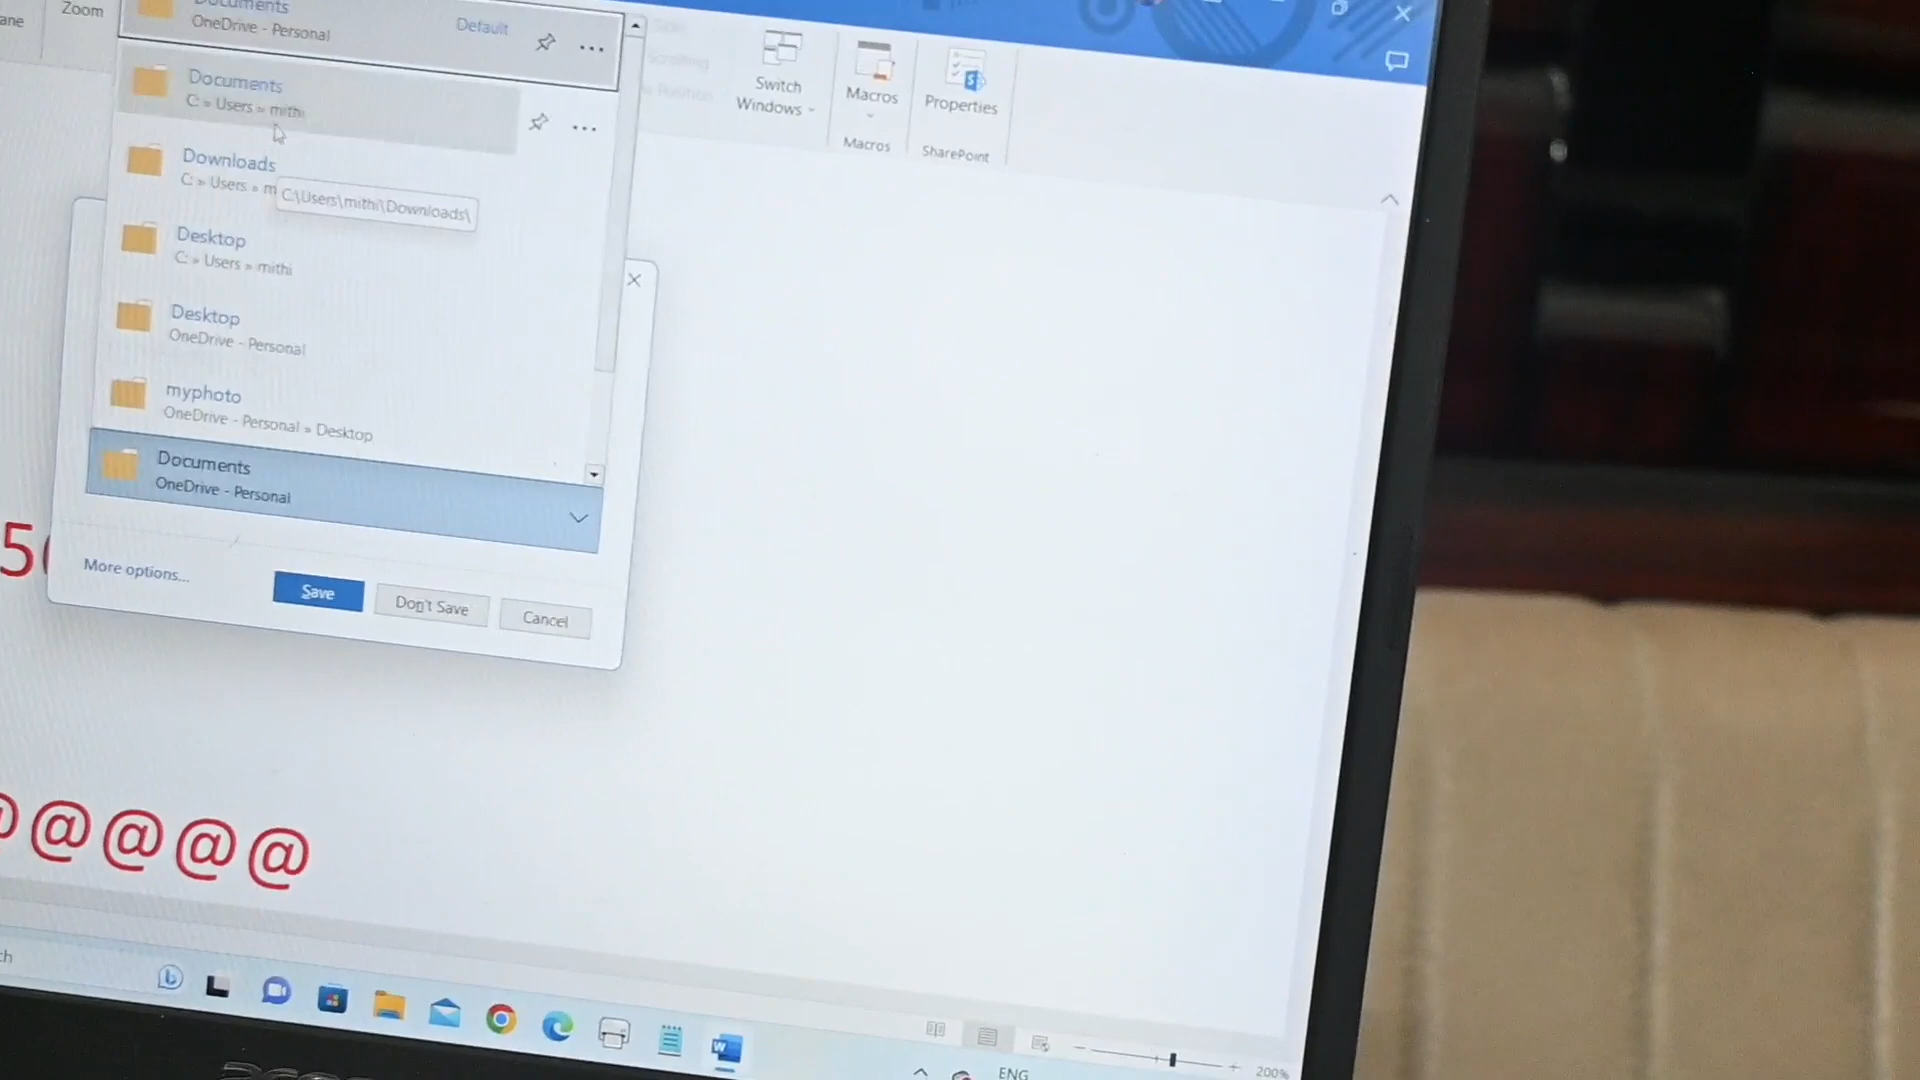 Zoom
Documents
OneDrive - Personal
Default
Documents
C: » Users » mithi
Downloads
C: » Users » m
C:\Users\mithi\Downloads\
Desktop
C: » Users » mithi
Desktop
OneDrive - Personal
myphoto
OneDrive - Personal » Desktop
Documents
OneDrive - Personal
More options...
Save
Don't Save
Cancel
Switch
Windows
Macros
Macros
Properties
SharePoint
5
@@@@@
ENG
200%